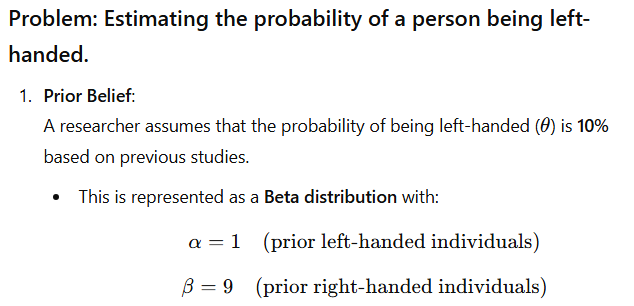 Problem: Estimating the probability of a person being left-
handed.
1. Prior Belief:
A researcher assumes that the probability of being left-handed (θ) is 10%
based on previous studies.
• This is represented as a Beta distribution with:
α = 1 (prior left-handed individuals)
β = 9 (prior right-handed individuals)